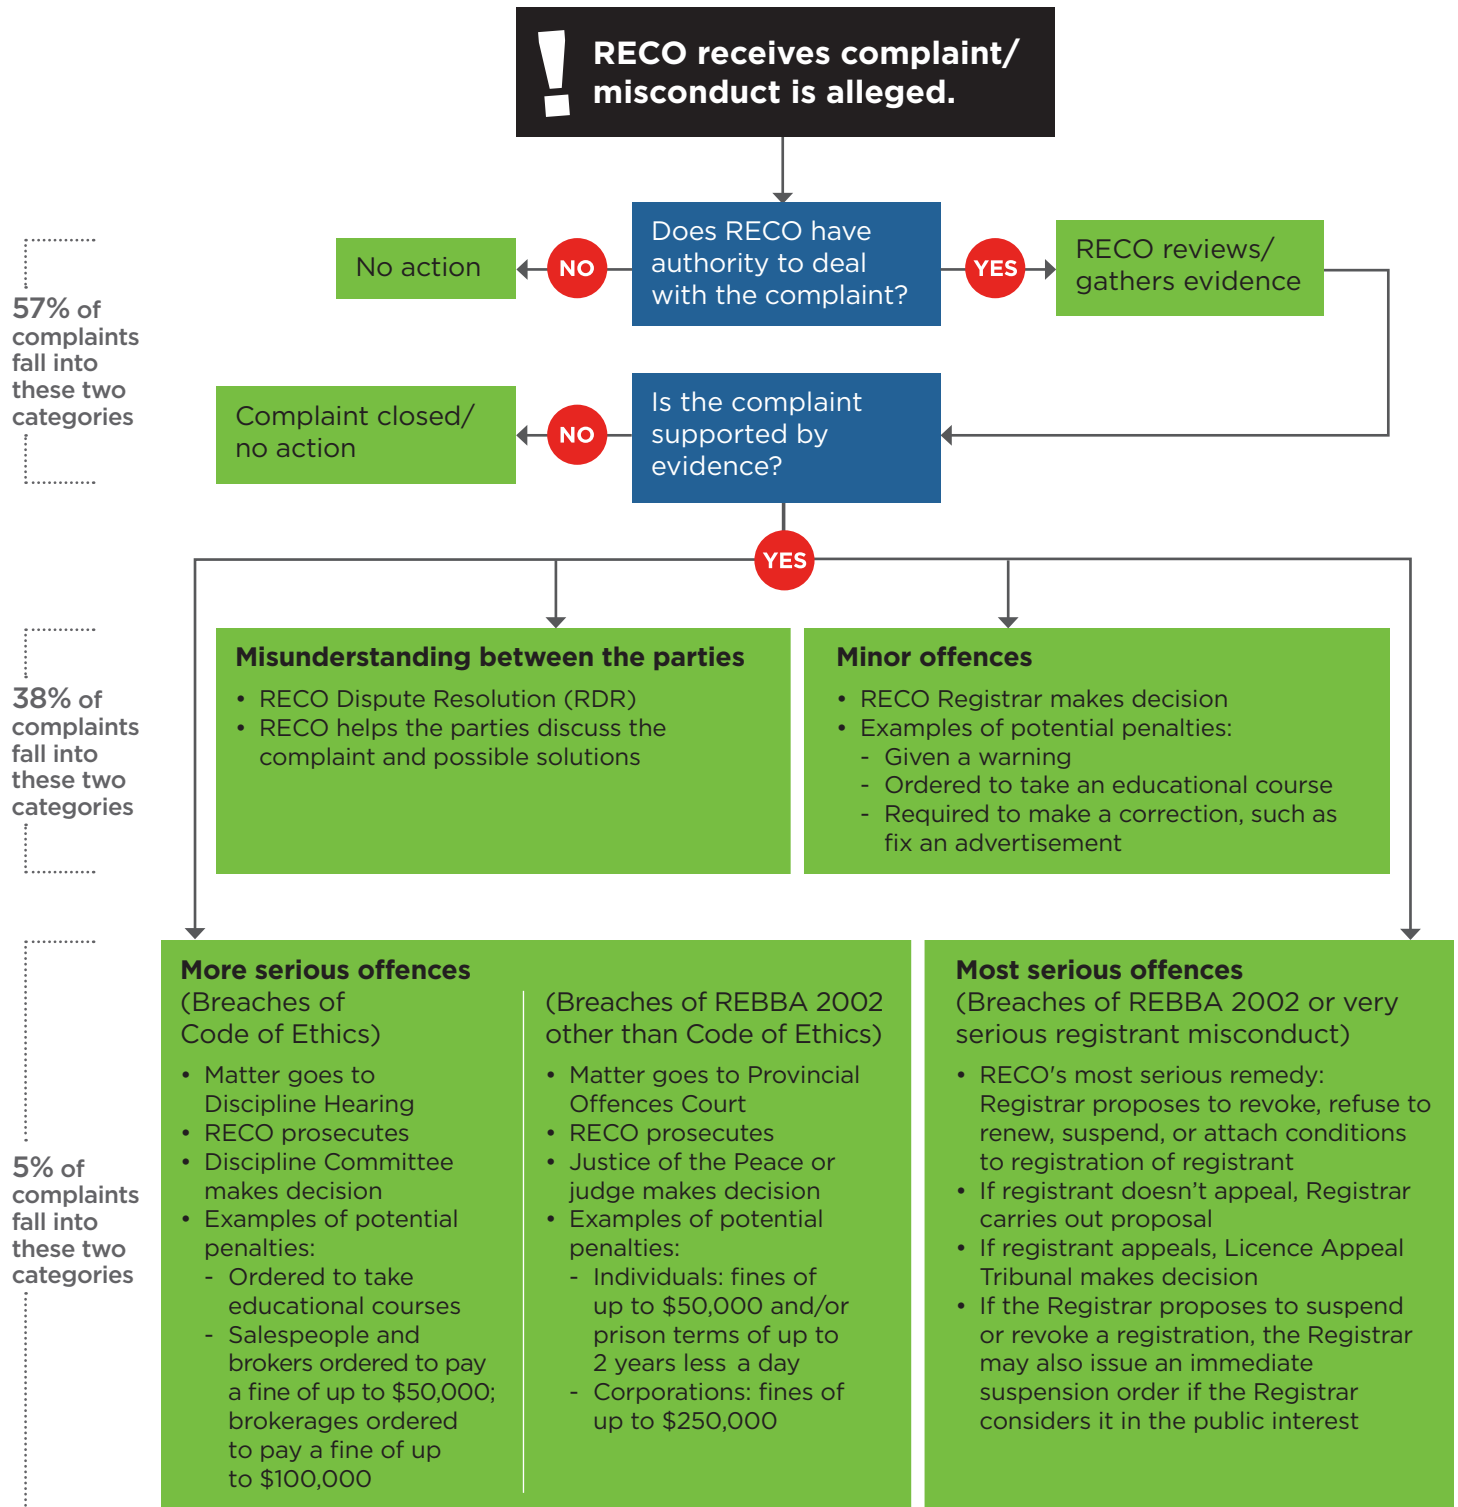 !
RECO receives complaint/
misconduct is alleged.
Does RECO have
authority to deal
with the complaint?
NO
No action
YES
RECO reviews/
gathers evidence
57% of
complaints
fall into
these two
categories
Is the complaint
supported by
evidence?
NO
Complaint closed/
no action
YES
38% of
complaints
fall into
these two
categories
Misunderstanding between the parties
• RECO Dispute Resolution (RDR)
• RECO helps the parties discuss the
complaint and possible solutions
Minor offences
• RECO Registrar makes decision
• Examples of potential penalties:
- Given a warning
- Ordered to take an educational course
- Required to make a correction, such as
fix an advertisement
5% of
complaints
fall into
these two
categories
More serious offences
(Breaches of
Code of Ethics)
• Matter goes to
Discipline Hearing
• RECO prosecutes
• Discipline Committee
makes decision
• Examples of potential
penalties:
- Ordered to take
educational courses
- Salespeople and
brokers ordered to pay
a fine of up to $50,000;
brokerages ordered
to pay a fine of up
to $100,000
(Breaches of REBBA 2002
other than Code of Ethics)
• Matter goes to Provincial
Offences Court
• RECO prosecutes
• Justice of the Peace or
judge makes decision
• Examples of potential
penalties:
- Individuals: fines of
up to $50,000 and/or
prison terms of up to
2 years less a day
- Corporations: fines of
up to $250,000
Most serious offences
(Breaches of REBBA 2002 or very
serious registrant misconduct)
• RECO's most serious remedy:
Registrar proposes to revoke, refuse to
renew, suspend, or attach conditions
to registration of registrant
• If registrant doesn’t appeal, Registrar
carries out proposal
• If registrant appeals, Licence Appeal
Tribunal makes decision
• If the Registrar proposes to suspend
or revoke a registration, the Registrar
may also issue an immediate
suspension order if the Registrar
considers it in the public interest